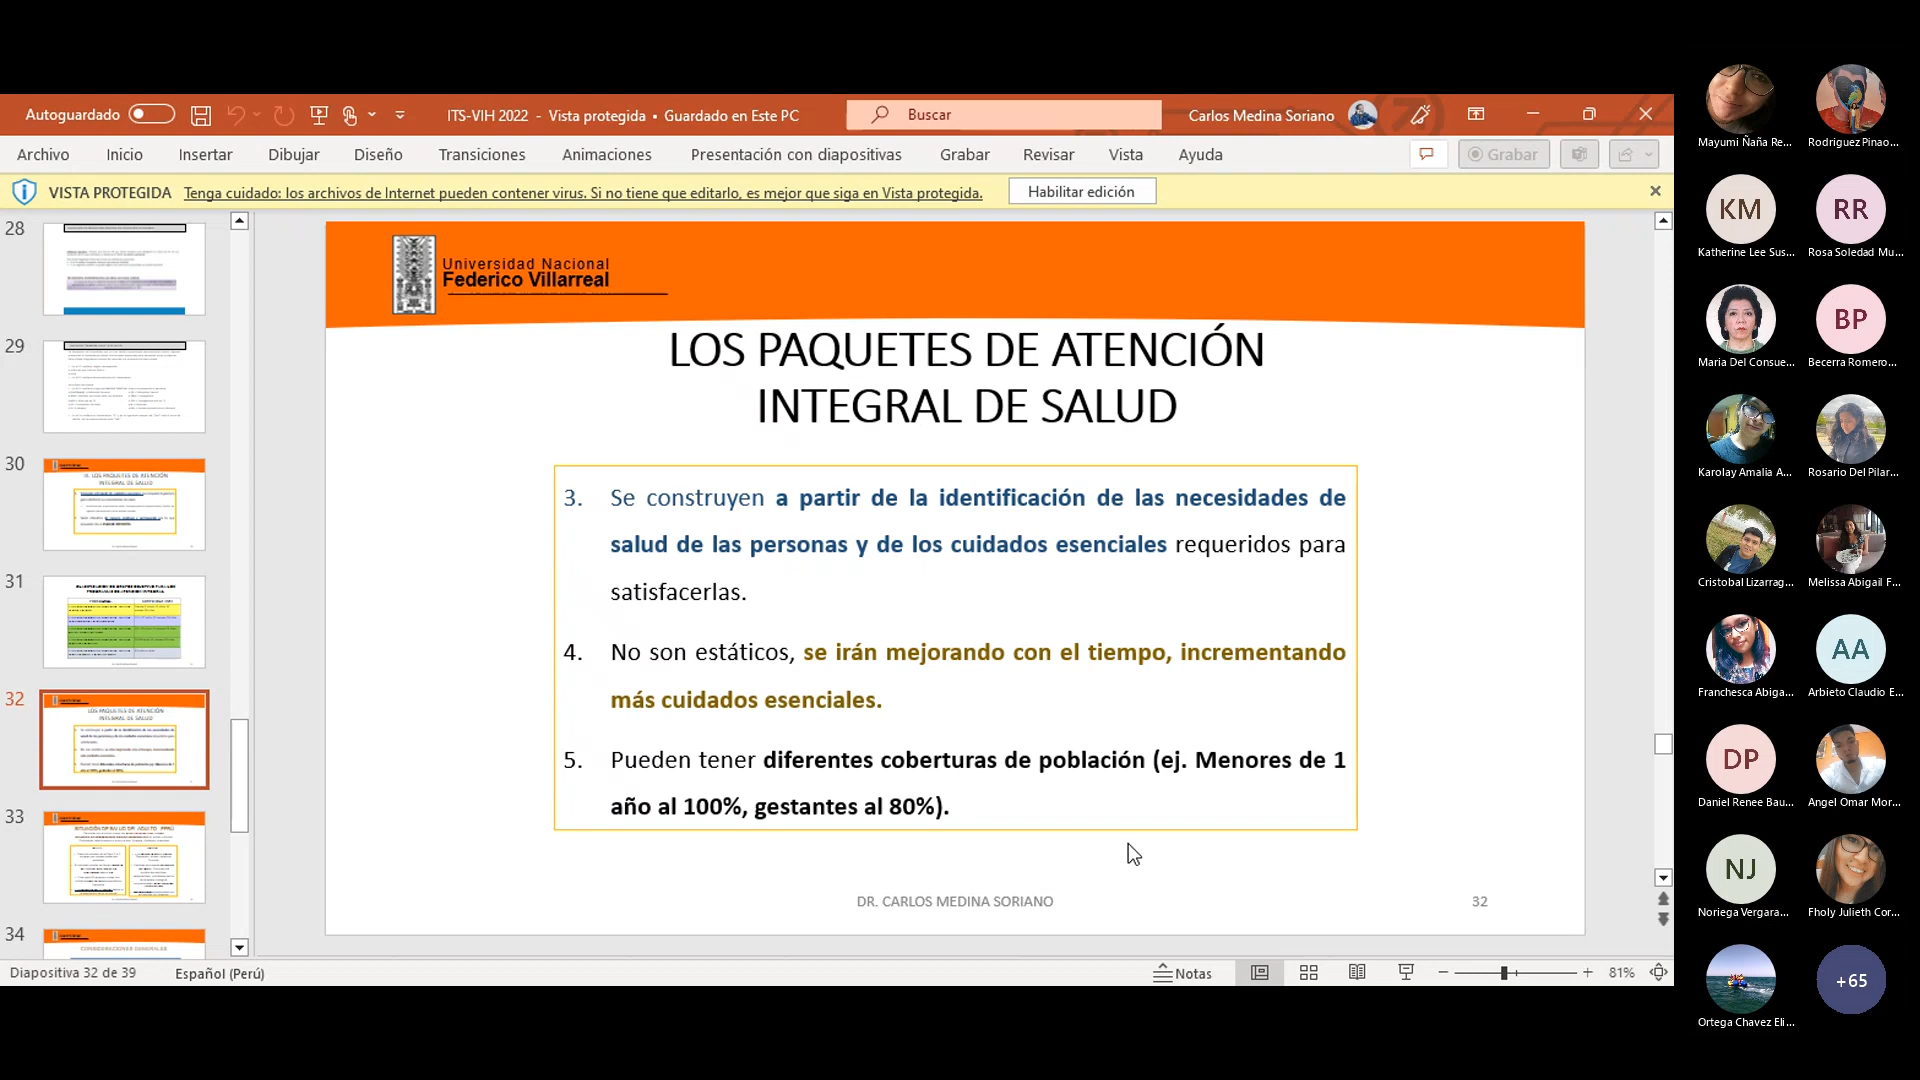 Autoguardado
ITS-VIH 2022 - Vista protegida • Guardado en Este PC
Buscar
Carlos Medina Soriano
Archivo Inicio Insertar Dibujar Diseño Transiciones Animaciones Presentación con diapositivas Grabar Revisar Vista Ayuda
Grabar
VISTA PROTEGIDA Tenga cuidado: los archivos de Internet pueden contener virus. Si no tiene que editarlo, es mejor que siga en Vista protegida. Habilitar edición
28
29
30
31
32
33
34
Universidad Nacional
Federico Villarreal
LOS PAQUETES DE ATENCIÓN
INTEGRAL DE SALUD
3. Se construyen a partir de la identificación de las necesidades de
salud de las personas y de los cuidados esenciales requeridos para
satisfacerlas.
4. No son estáticos, se irán mejorando con el tiempo, incrementando
más cuidados esenciales.
5. Pueden tener diferentes coberturas de población (ej. Menores de 1
año al 100%, gestantes al 80%).
DR. CARLOS MEDINA SORIANO
32
Diapositiva 32 de 39 Español (Perú)
Notas
81%
Mayumi Ñaña Re...
Rodriguez Pinao...
KM
Katherine Lee Sus...
RR
Rosa Soledad Mu...
Maria Del Consue...
BP
Becerra Romero...
Karolay Amalia A...
Rosario Del Pilar...
Cristobal Lizarrag...
Melissa Abigail F...
Franchesca Abiga...
AA
Arbieto Claudio E...
DP
Daniel Renee Bau...
Angel Omar Mor...
NJ
Noriega Vergara...
Fholy Julieth Cor...
Ortega Chavez Eli...
+65